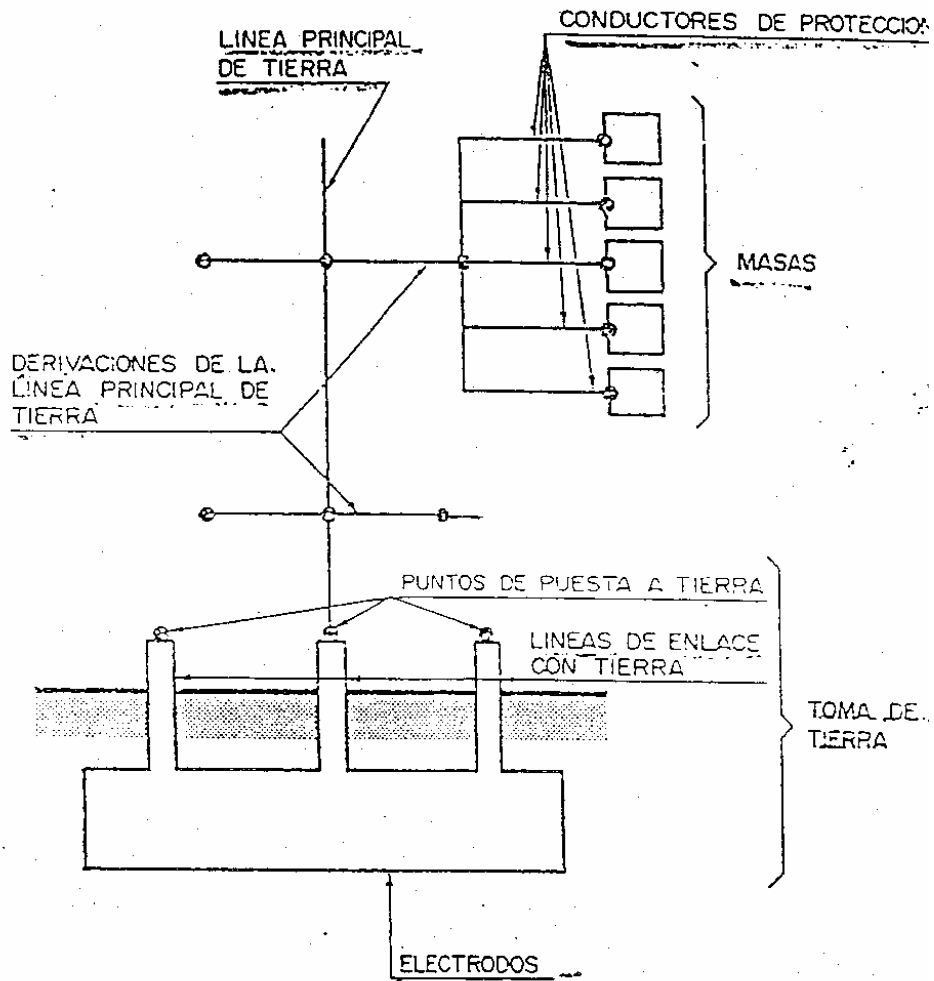 CONDUCTORES DE PROTECCION
LINEA PRINCIPAL
DE TIERRA
MASAS
DERIVACIONES DE LA
LINEA PRINCIPAL DE
TIERRA
PUNTOS DE PUESTA A TIERRA
LINEAS DE ENLACE
CON TIERRA
TOMA DE
TIERRA
ELECTRODOS